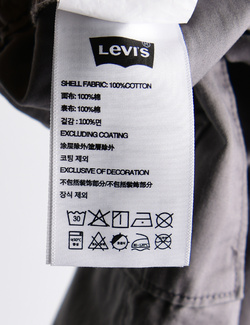 LEVI'S
SHELL FABRIC: 100%COTTON
面布: 100%棉
表布: 100%棉
겉감 : 100%면
EXCLUDING COATING
涂层除外/塗層除外
코팅 제외
EXCLUSIVE OF DECORATION
不包括装饰部分/不包括裝飾部分
장식 제외
30